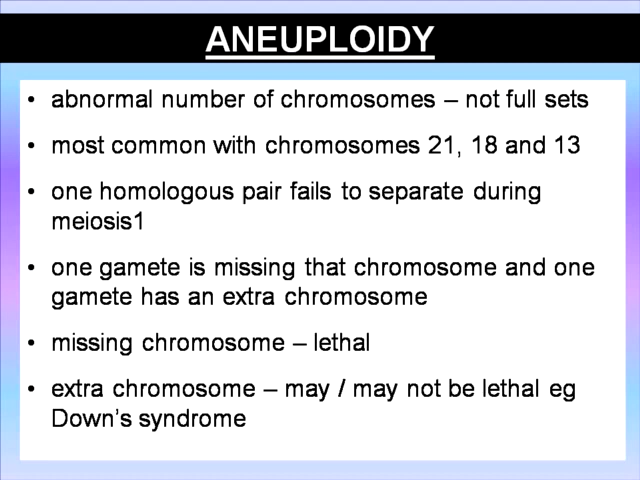 ANEUPLOIDY
• abnormal number of chromosomes – not full sets
• most common with chromosomes 21, 18 and 13
• one homologous pair fails to separate during
meiosis1
• one gamete is missing that chromosome and one
gamete has an extra chromosome
• missing chromosome – lethal
• extra chromosome – may / may not be lethal eg
Down’s syndrome